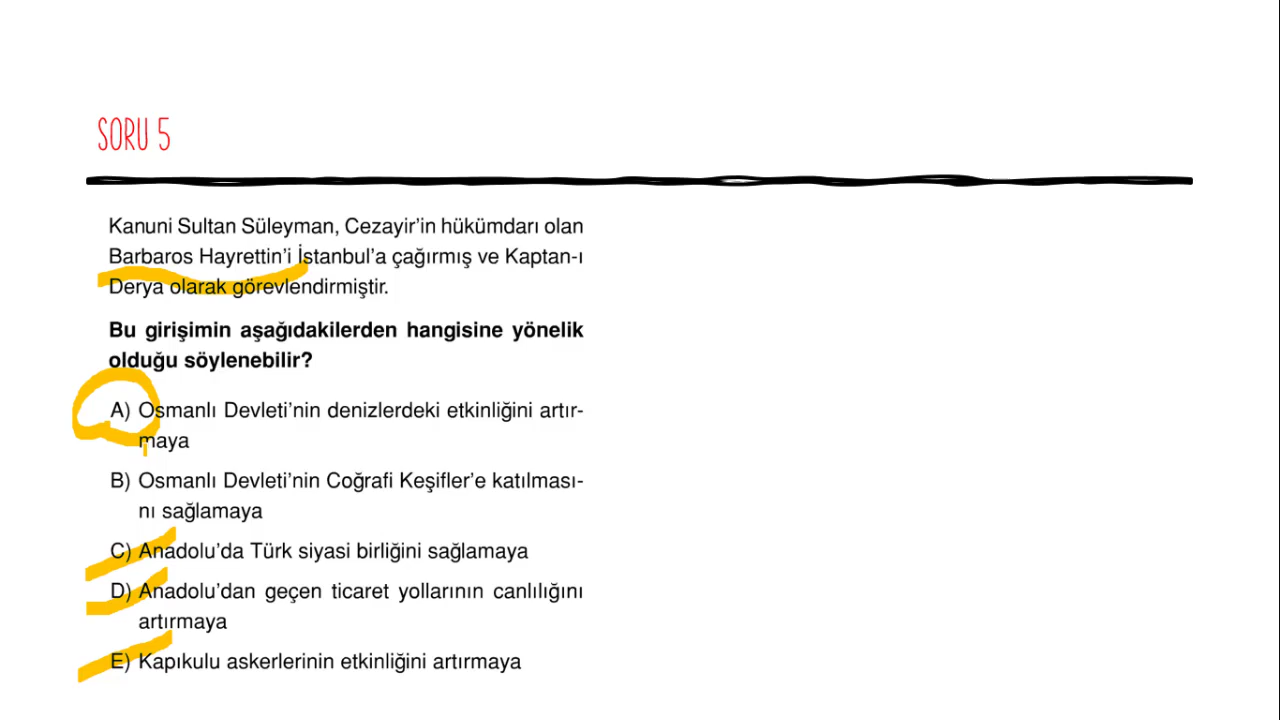 SORU 5
Kanuni Sultan Süleyman, Cezayir'in hükümdarı olan
Barbaros Hayrettin'i İstanbul'a çağırmış ve Kaptan-ı
Derya olarak görevlendirmiştir.
Bu girişimin aşağıdakilerden hangisine yönelik
olduğu söylenebilir?
A) Osmanlı Devleti'nin denizlerdeki etkinliğini artır-
maya
B) Osmanlı Devleti'nin Coğrafi Keşifler'e katılması-
nı sağlamaya
C) Anadolu'da Türk siyasi birliğini sağlamaya
D) Anadolu'dan geçen ticaret yollarının canlılığını
artırmaya
E) Kapıkulu askerlerinin etkinliğini artırmaya